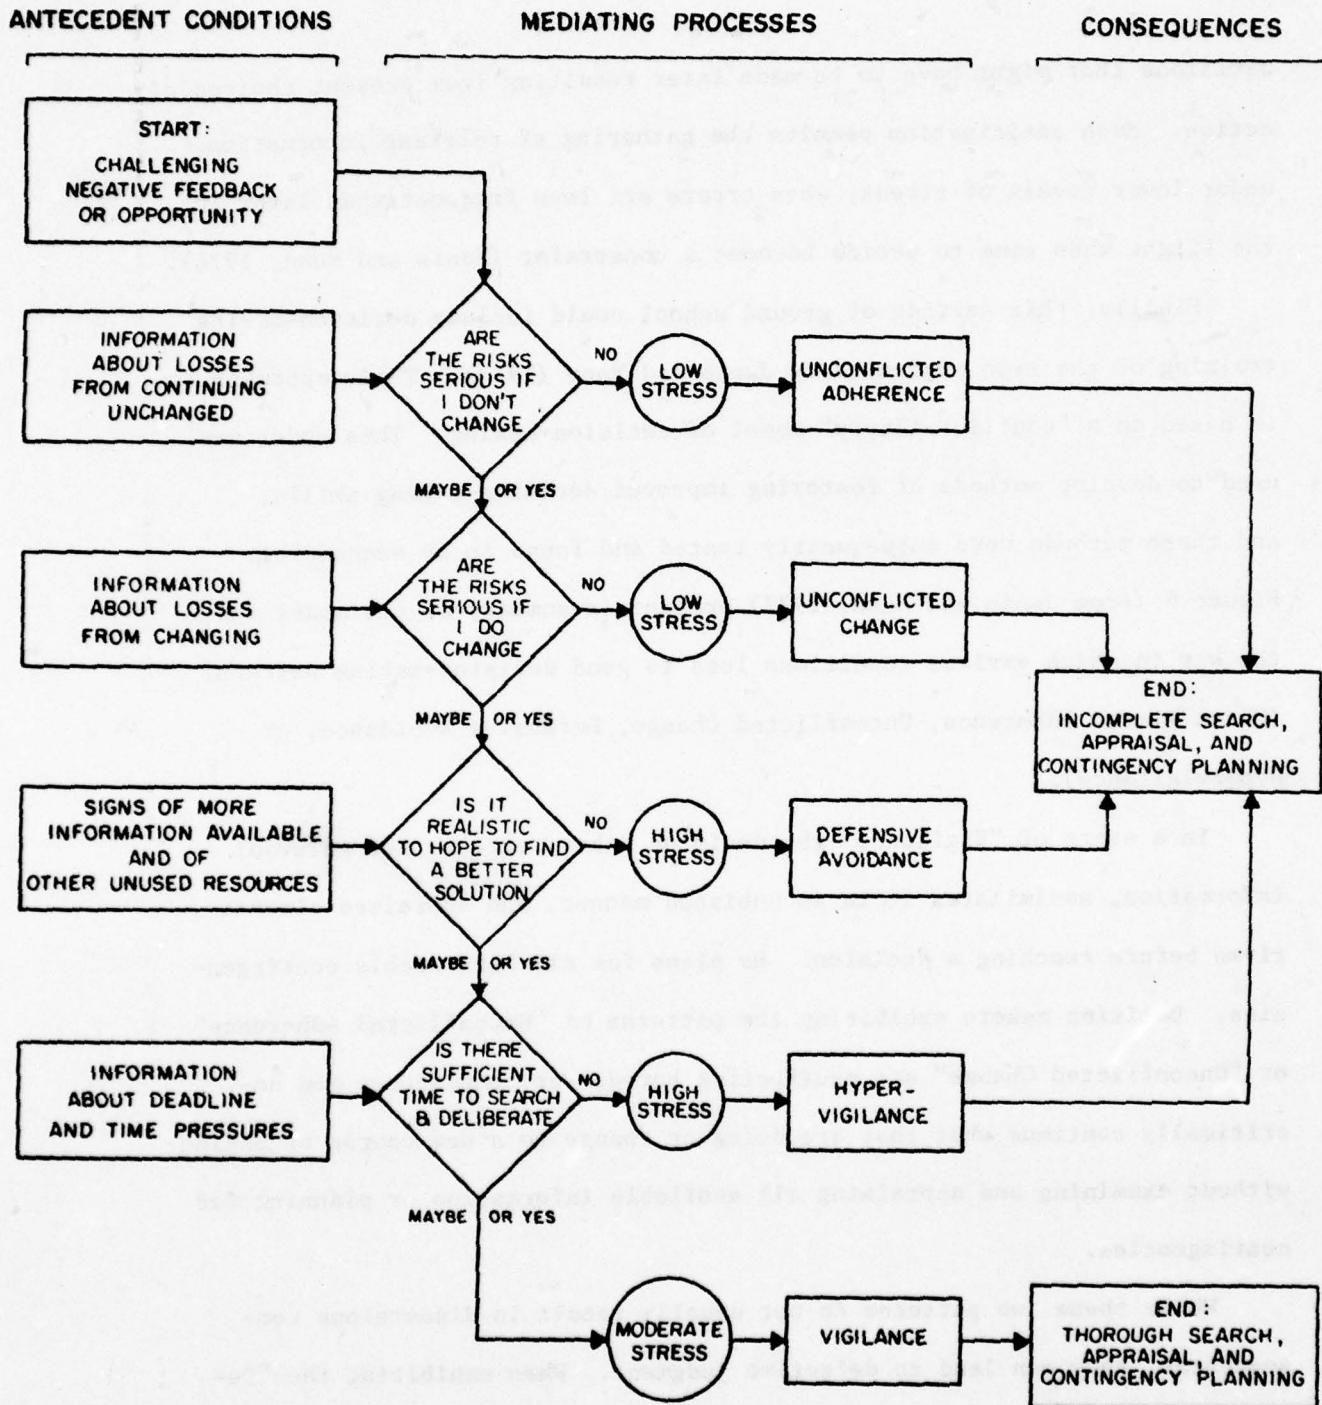 ANTECEDENT CONDITIONS
MEDIATING PROCESSES
CONSEQUENCES
START:
CHALLENGING
NEGATIVE FEEDBACK
OR OPPORTUNITY
INFORMATION
ABOUT LOSSES
FROM CONTINUING
UNCHANGED
ARE
THE RISKS
SERIOUS IF
I DON'T
CHANGE
NO
LOW
STRESS
UNCONFLICTED
ADHERENCE
MAYBE OR YES
INFORMATION
ABOUT LOSSES
FROM CHANGING
ARE
THE RISKS
SERIOUS IF
I DO
CHANGE
NO
LOW
STRESS
UNCONFLICTED
CHANGE
MAYBE OR YES
END:
INCOMPLETE SEARCH,
APPRAISAL, AND
CONTINGENCY PLANNING
SIGNS OF MORE
INFORMATION AVAILABLE
AND OF
OTHER UNUSED RESOURCES
IS IT
REALISTIC
TO HOPE TO FIND
A BETTER
SOLUTION
NO
HIGH
STRESS
DEFENSIVE
AVOIDANCE
MAYBE OR YES
INFORMATION
ABOUT DEADLINE
AND TIME PRESSURES
IS THERE
SUFFICIENT
TIME TO SEARCH
& DELIBERATE
NO
HIGH
STRESS
HYPER-
VIGILANCE
MAYBE OR YES
MODERATE
STRESS
VIGILANCE
END:
THOROUGH SEARCH,
APPRAISAL, AND
CONTINGENCY PLANNING